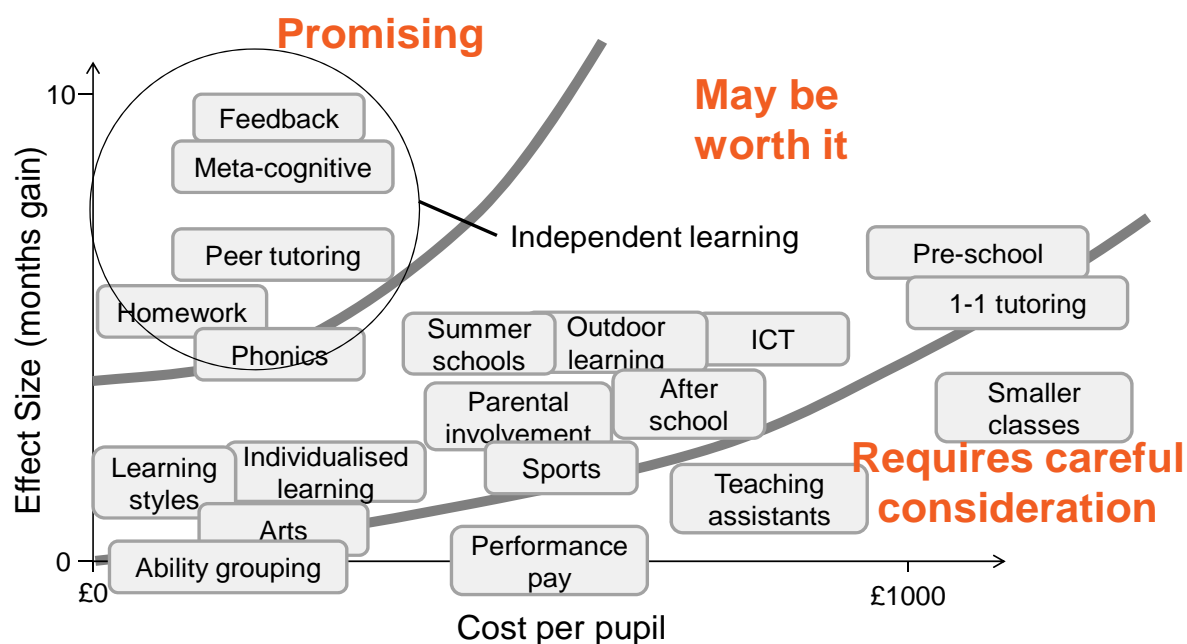 Promising
10
Feedback
May be
worth it
Meta-cognitive
Effect Size (months gain)
Independent learning
Peer tutoring
Pre-school
1-1 tutoring
Homework
Phonics
Summer
schools
Outdoor
learning
ICT
Parental
involvement
After
school
Smaller
classes
Learning
styles
Individualised
learning
Sports
Requires careful
consideration
Teaching
assistants
Arts
Performance
pay
Ability grouping
0
£0
£1000
Cost per pupil